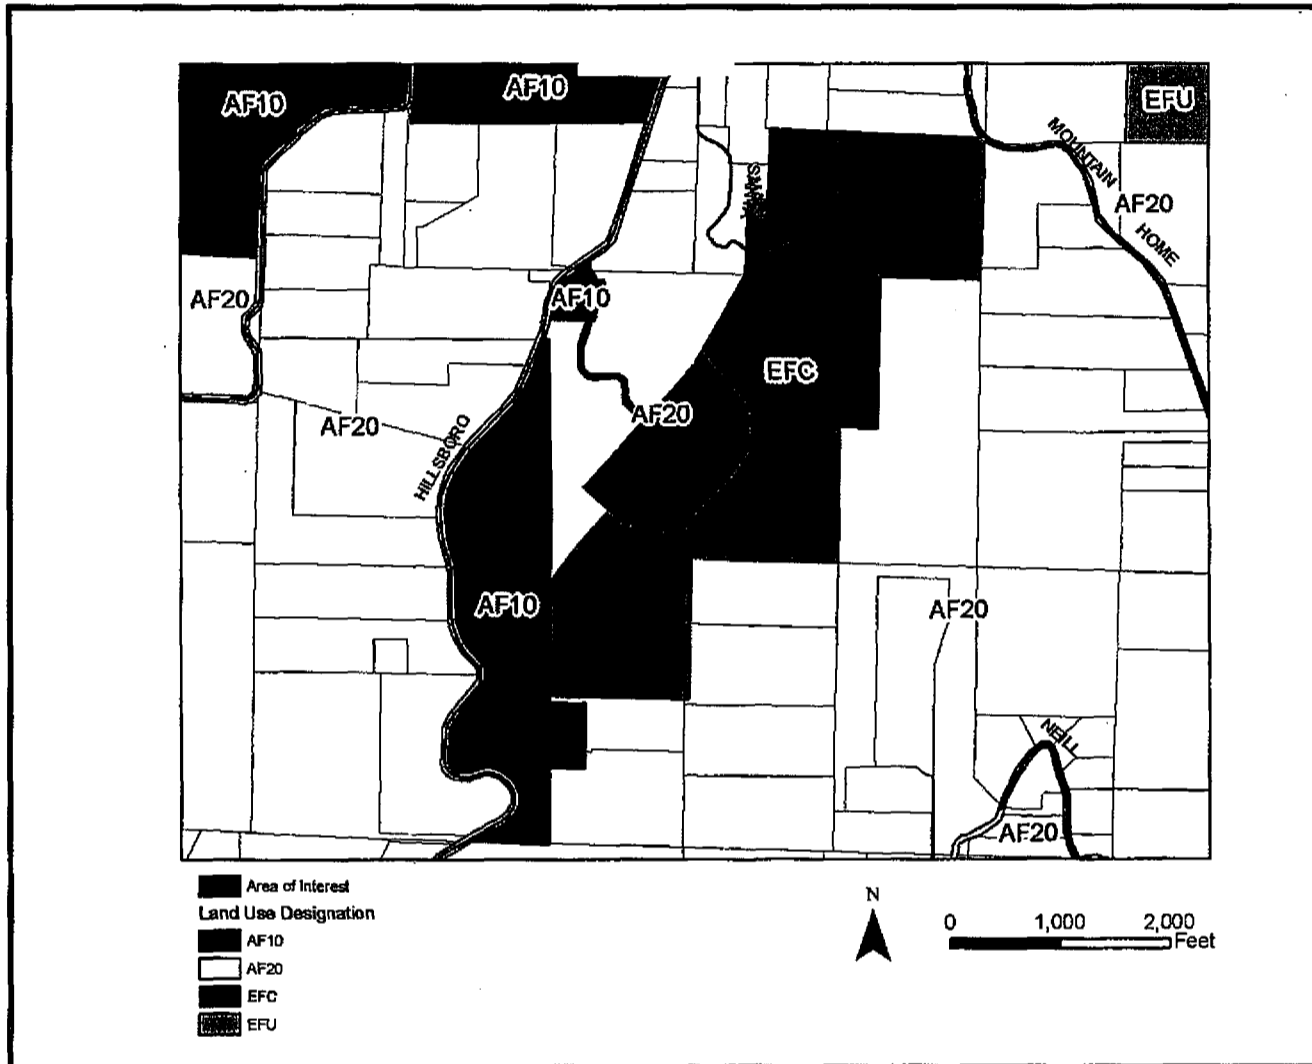 AF10
AF10
EFU
MOUNTAIN
AF20
HOME
AF20
AF10
EFC
AF20
AF20
HILLSBORO
AF10
AF20
NEILL
AF20
Area of Interest
Land Use Designation
AF10
AF20
EFC
EFU
N
0 1,000 2,000
Feet